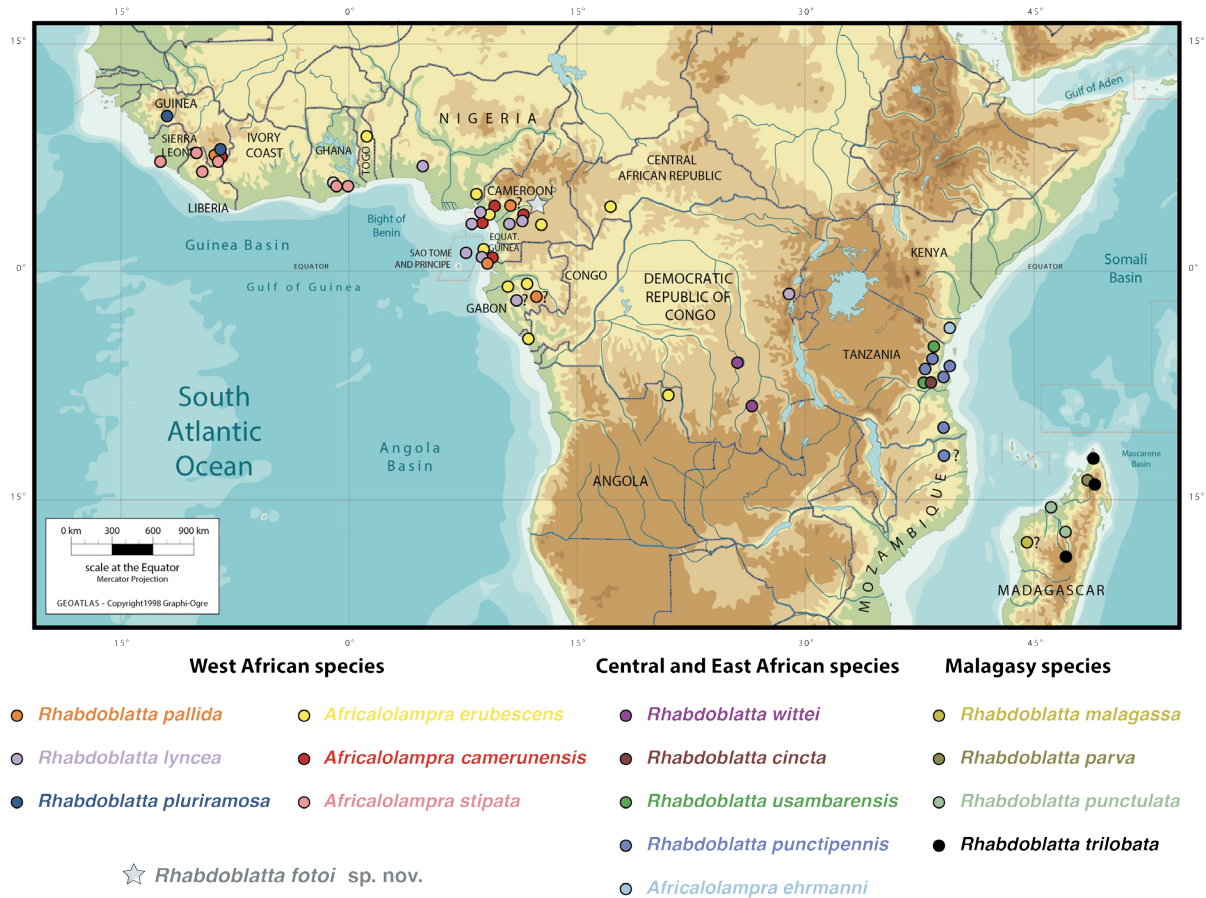 15° 0° 15° 30° 45°
15° 15°
Gulf of Aden
GUINEA
NIGERIA
SIERRA
LEON
IVORY
COAST
GHANA
TOGO
CENTRAL
AFRICAN REPUBLIC
CAMEROON
?
LIBERIA
Bight of
Benin
EQUAT.
GUINEA
Guinea Basin
SAO TOME
AND PRINCIPE
KENYA
Somali
Basin
0° EQUATOR EQUATOR 0°
CONGO
Gulf of Guinea
DEMOCRATIC
REPUBLIC OF
CONGO
GABON
? ?
TANZANIA
South
Atlantic
Ocean
Angola
Basin
?
Mascarene
Basin
ANGOLA
MOZAMBIQUE
15° 15°
?
MADAGASCAR
0 km 300 600 900 km
scale at the Equator
Mercator Projection
GEOATLAS - Copyright1998 Graphi-Ogre
15° 0° 15° 30° 45°
West African species
Rhabdoblatta pallida
Rhabdoblatta lyncea
Rhabdoblatta pluriramosa
Africalolampra erubescens
Africalolampra camerunensis
Africalolampra stipata
Rhabdoblatta fotoi sp. nov.
Central and East African species
Rhabdoblatta wittei
Rhabdoblatta cincta
Rhabdoblatta usambarensis
Rhabdoblatta punctipennis
Africalolampra ehrmanni
Malagasy species
Rhabdoblatta malagassa
Rhabdoblatta parva
Rhabdoblatta punctulata
Rhabdoblatta trilobata